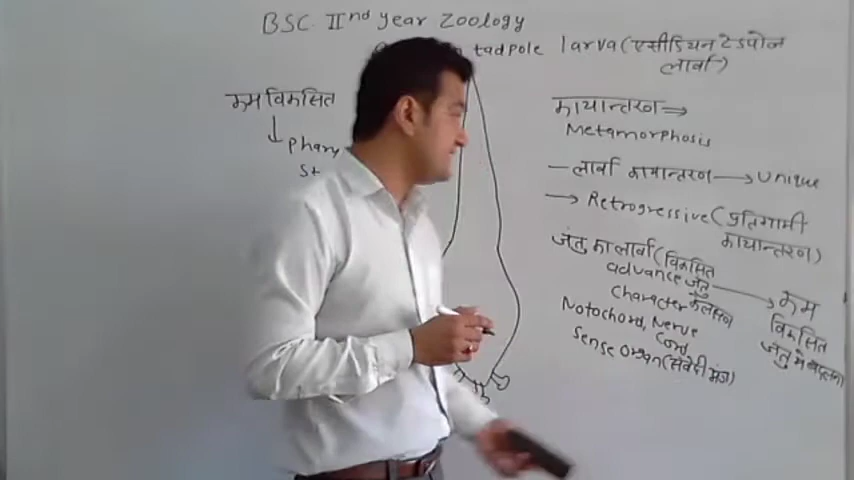 BSC IInd year Zoology
tadpole larva (एसीडियन टेडपोल
लार्वा)
कम विकसित
↓ Phary
St
कायान्तरण ⇒
Metamorphosis
— लार्वा कायान्तरण → Unique
→ Retrogressive (प्रतिगामी
कायान्तरण)
जंतु का लार्वा (विकसित
advance जंतु → कम
character के लक्षण विकसित
Notochord, Nerve जंतु में बदलना
Cord
Sense Organ (संवेदी अंग)